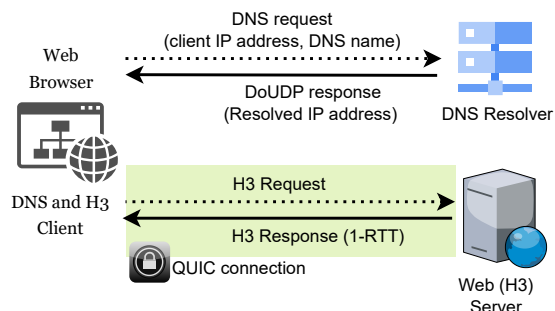 DNS request
(client IP address, DNS name)
Web
Browser
DoUDP response
(Resolved IP address)
DNS Resolver
DNS and H3
Client
H3 Request
H3 Response (1-RTT)
QUIC connection
Web (H3)
Server